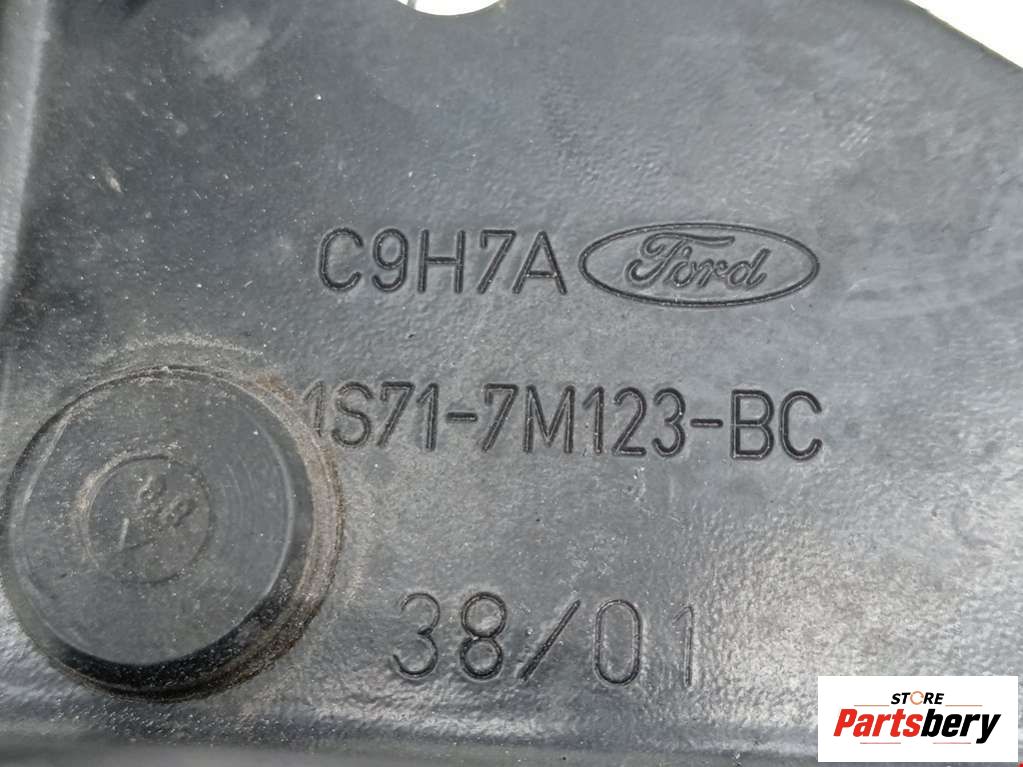 C9H7A Ford
1S71-7M123-BC
38/01
STORE
Partsbery